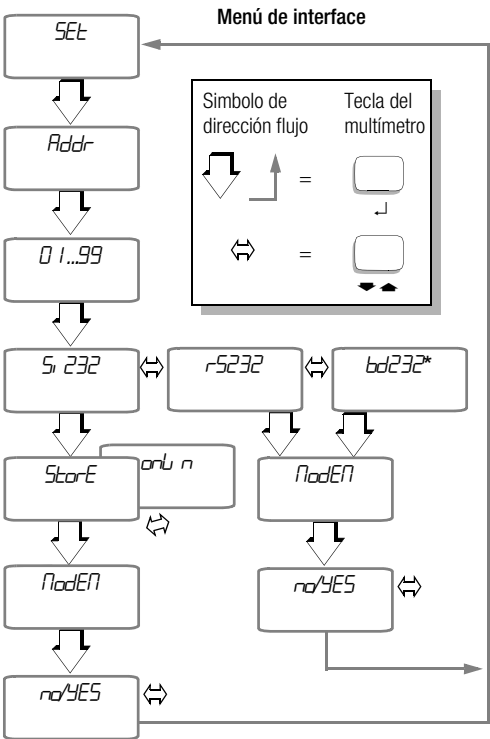 Menú de interface
SEt
Simbolo de
dirección flujo
Tecla del
multímetro
=
=
Addr
01...99
Si 232
rS232
bd232*
StorE
onLi n
ModEM
ModEM
no/YES
no/YES